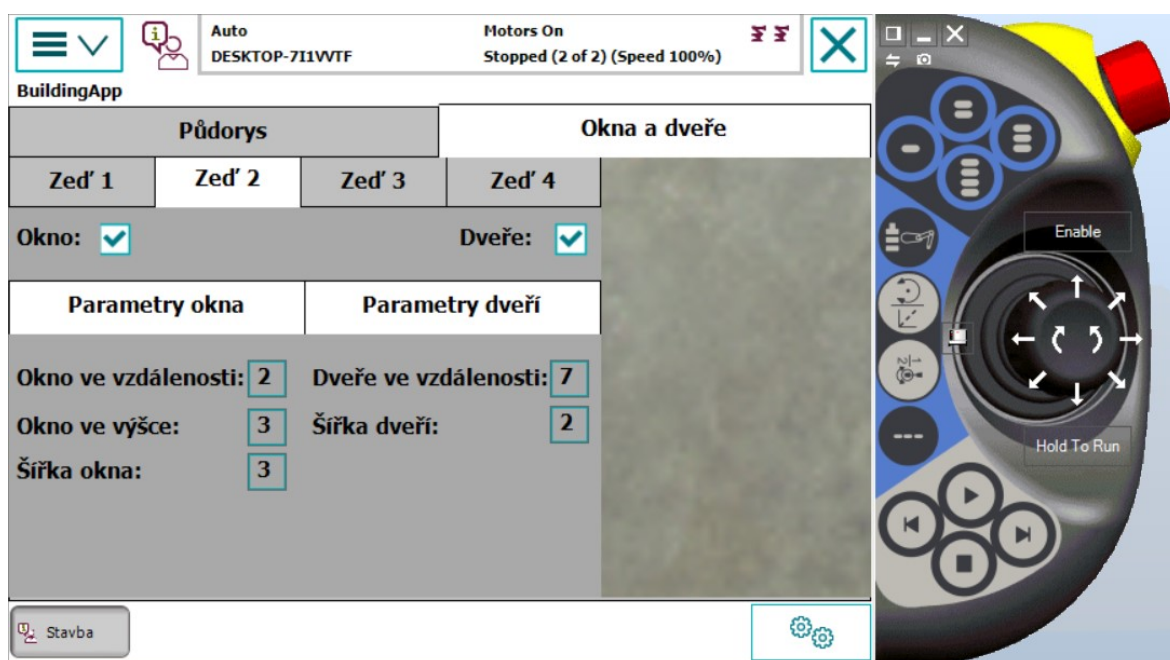 Auto
DESKTOP-7I1VVTF
Motors On
Stopped (2 of 2) (Speed 100%)
BuildingApp
Půdorys
Okna a dveře
Zeď 1
Zeď 2
Zeď 3
Zeď 4
Okno:
Dveře:
Parametry okna
Parametry dveří
Okno ve vzdálenosti: 2
Dveře ve vzdálenosti: 7
Okno ve výšce: 3
Šířka dveří: 2
Šířka okna: 3
Stavba
Enable
Hold To Run